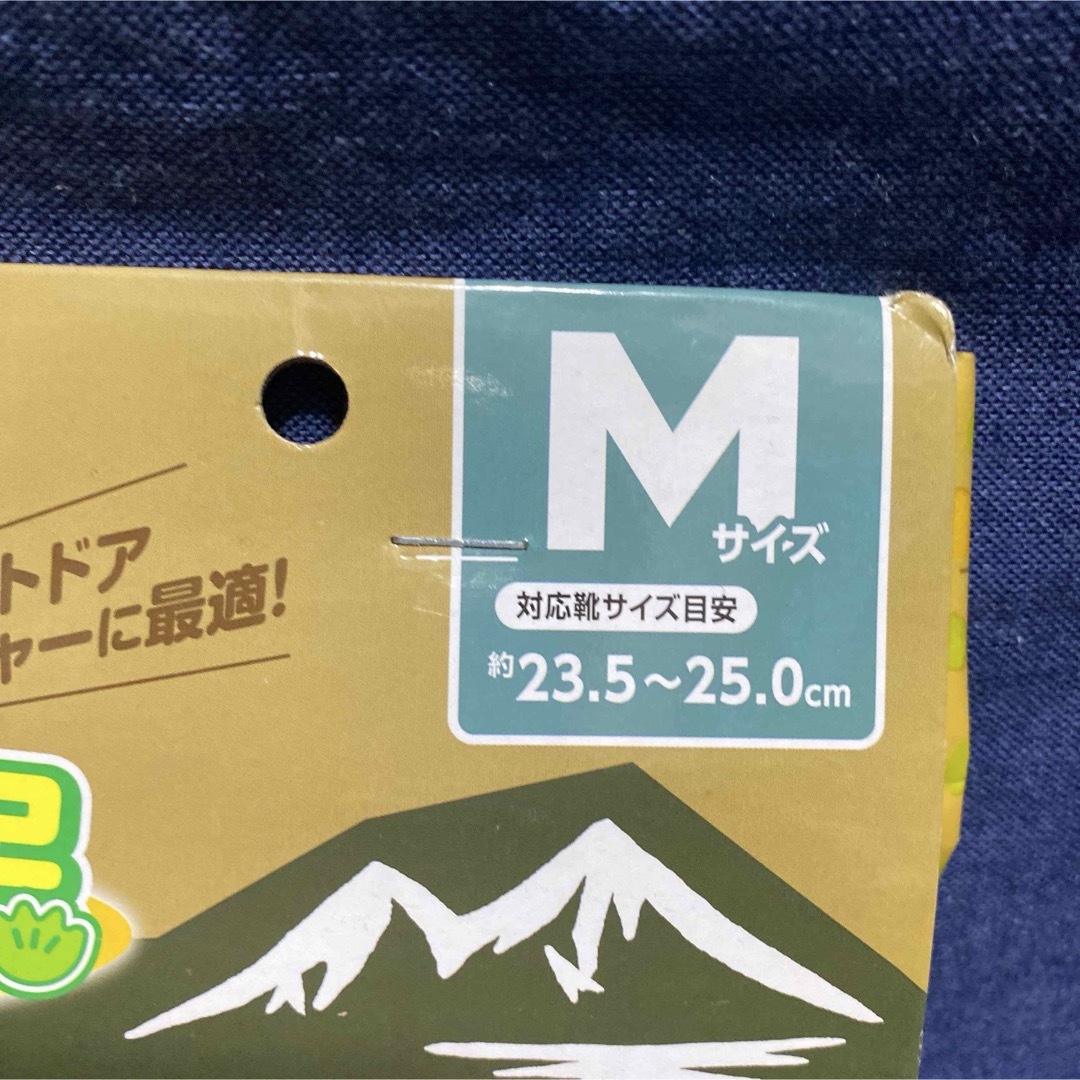 M
サイズ
対応靴サイズ目安
約23.5～25.0cm
トドア
ャーに最適!